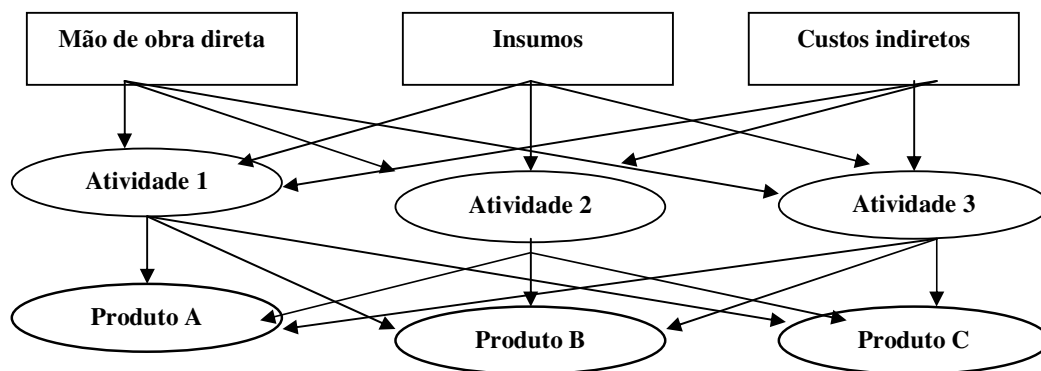 Mão de obra direta
Insumos
Custos indiretos
Atividade 1
Atividade 2
Atividade 3
Produto A
Produto B
Produto C